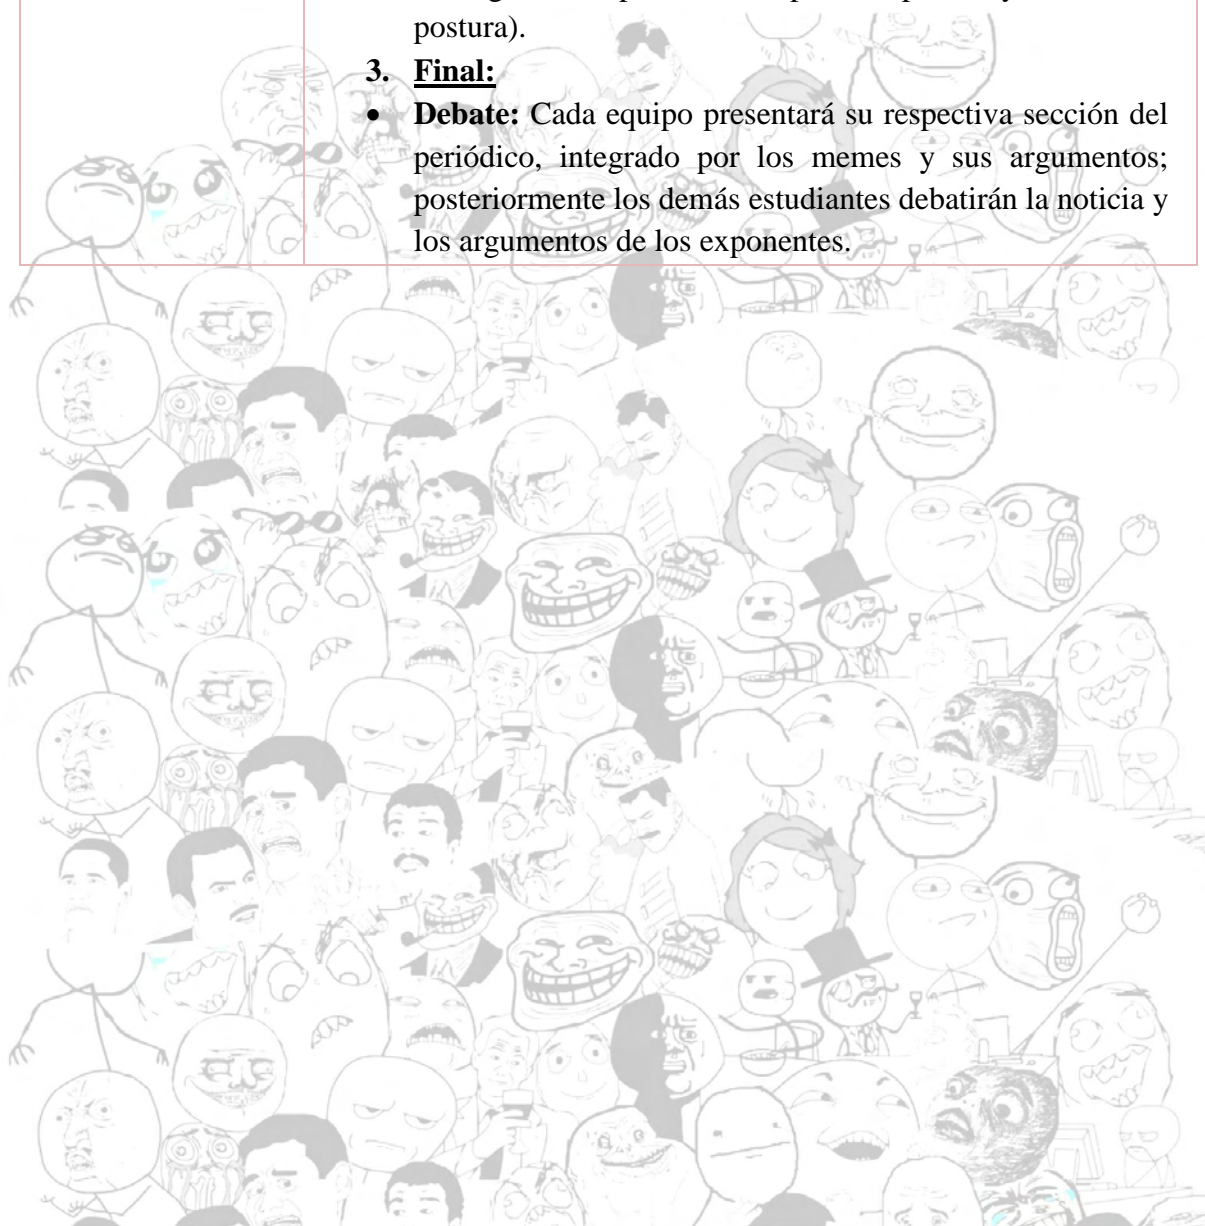 postura).
3. Final:
• Debate: Cada equipo presentará su respectiva sección del
periódico, integrado por los memes y sus argumentos;
posteriormente los demás estudiantes debatirán la noticia y
los argumentos de los exponentes.